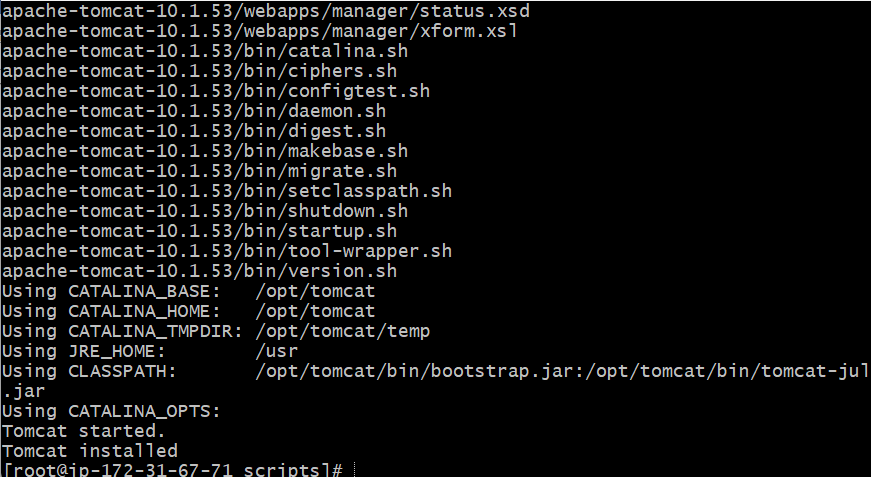 apache-tomcat-10.1.53/webapps/manager/status.xsd
apache-tomcat-10.1.53/webapps/manager/xform.xsl
apache-tomcat-10.1.53/bin/catalina.sh
apache-tomcat-10.1.53/bin/ciphers.sh
apache-tomcat-10.1.53/bin/configtest.sh
apache-tomcat-10.1.53/bin/daemon.sh
apache-tomcat-10.1.53/bin/digest.sh
apache-tomcat-10.1.53/bin/makebase.sh
apache-tomcat-10.1.53/bin/migrate.sh
apache-tomcat-10.1.53/bin/setclasspath.sh
apache-tomcat-10.1.53/bin/shutdown.sh
apache-tomcat-10.1.53/bin/startup.sh
apache-tomcat-10.1.53/bin/tool-wrapper.sh
apache-tomcat-10.1.53/bin/version.sh
Using CATALINA_BASE:   /opt/tomcat
Using CATALINA_HOME:   /opt/tomcat
Using CATALINA_TMPDIR: /opt/tomcat/temp
Using JRE_HOME:        /usr
Using CLASSPATH:       /opt/tomcat/bin/bootstrap.jar:/opt/tomcat/bin/tomcat-jul
.jar
Using CATALINA_OPTS:
Tomcat started.
Tomcat installed
[root@ip-172-31-67-71 scripts]#